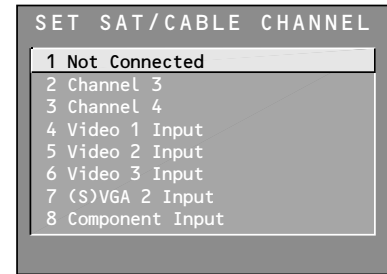 SET SAT/CABLE CHANNEL
1 Not Connected
2 Channel 3
3 Channel 4
4 Video 1 Input
5 Video 2 Input
6 Video 3 Input
7 (S)VGA 2 Input
8 Component Input